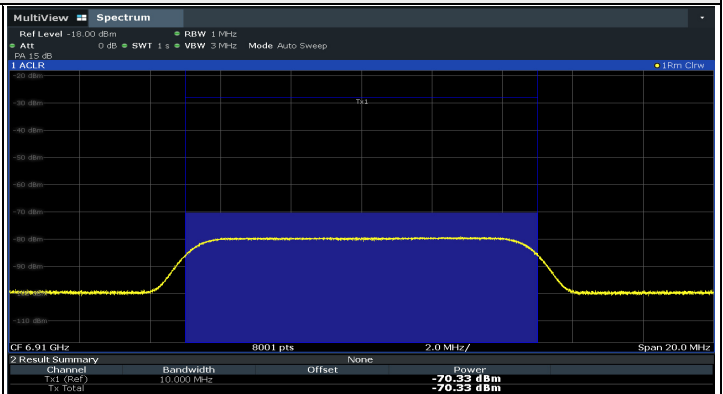 MultiView Spectrum
Ref Level -18.00 dBm RBW 1 MHz
Att 0 dB SWT 1 s VBW 3 MHz Mode Auto Sweep
PA 15 dB
1 ACLR 1Rm Clrw
-20 dBm
Tx1
-30 dBm
-40 dBm
-50 dBm
-60 dBm
-70 dBm
-80 dBm
-90 dBm
-110 dBm
CF 6.91 GHz 8001 pts 2.0 MHz/ Span 20.0 MHz
2 Result Summary None
Channel Bandwidth Offset Power
Tx1 (Ref) 10.000 MHz -70.33 dBm
Tx Total -70.33 dBm